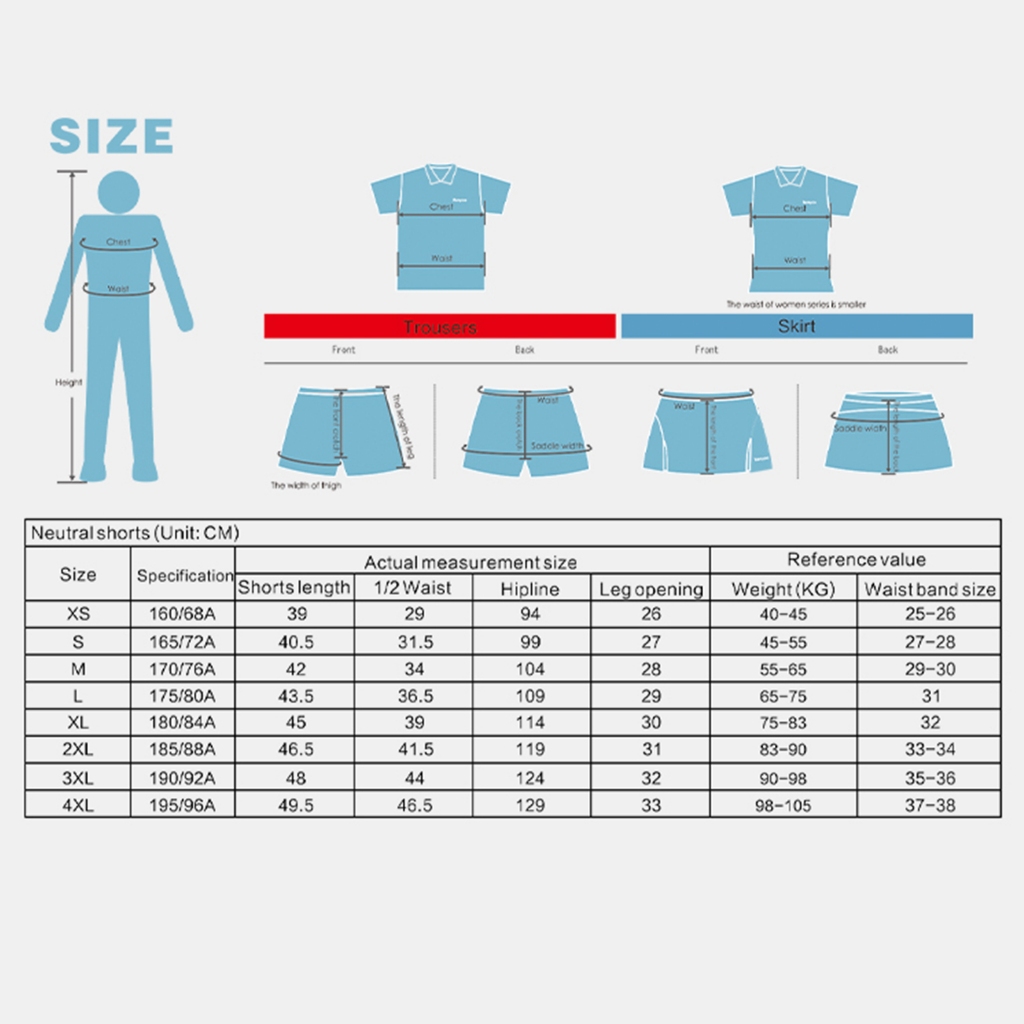 SIZE
Chest
Waist
Height
Chest
Waist
Chest
Waist
The waist of women series is smaller
Trousers
Skirt
Front
Back
Front
Back
The length of leg
The width of thigh
Waist
Saddle width
Waist
Saddle width
Neutral shorts (Unit: CM)
Size Specification Actual measurement size Reference value
Shorts length 1/2 Waist Hipline Leg opening Weight (KG) Waist band size
XS 160/68A 39 29 94 26 40-45 25-26
S 165/72A 40.5 31.5 99 27 45-55 27-28
M 170/76A 42 34 104 28 55-65 29-30
L 175/80A 43.5 36.5 109 29 65-75 31
XL 180/84A 45 39 114 30 75-83 32
2XL 185/88A 46.5 41.5 119 31 83-90 33-34
3XL 190/92A 48 44 124 32 90-98 35-36
4XL 195/96A 49.5 46.5 129 33 98-105 37-38